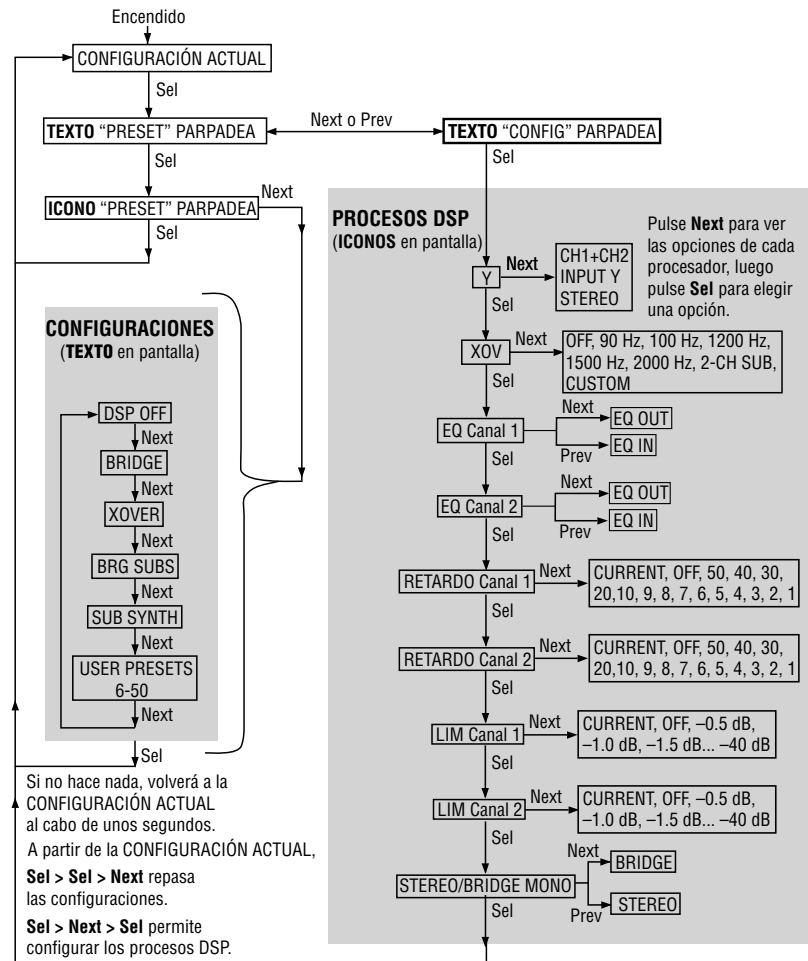 Encendido
CONFIGURACIÓN ACTUAL
Sel
TEXTO “PRESET” PARPADEA
Next o Prev
TEXTO “CONFIG” PARPADEA
Sel
Sel
ICONO “PRESET” PARPADEA
Next
Sel
CONFIGURACIONES
(TEXTO en pantalla)
DSP OFF
Next
BRIDGE
Next
XOVER
Next
BRG SUBS
Next
SUB SYNTH
Next
USER PRESETS
6-50
Next
Sel
Si no hace nada, volverá a la
CONFIGURACIÓN ACTUAL
al cabo de unos segundos.
A partir de la CONFIGURACIÓN ACTUAL,
Sel > Sel > Next repasa
las configuraciones.
Sel > Next > Sel permite
configurar los procesos DSP.
PROCESOS DSP
(ICONOS en pantalla)
Pulse Next para ver
las opciones de cada
procesador, luego
pulse Sel para elegir
una opción.
Y
Next
CH1+CH2
INPUT Y
STEREO
Sel
XOV
Next
OFF, 90 Hz, 100 Hz, 1200 Hz,
1500 Hz, 2000 Hz, 2-CH SUB,
CUSTOM
Sel
EQ Canal 1
Next
EQ OUT
Prev
EQ IN
Sel
EQ Canal 2
Next
EQ OUT
Prev
EQ IN
Sel
RETARDO Canal 1
Next
CURRENT, OFF, 50, 40, 30,
20,10, 9, 8, 7, 6, 5, 4, 3, 2, 1
Sel
RETARDO Canal 2
Next
CURRENT, OFF, 50, 40, 30,
20,10, 9, 8, 7, 6, 5, 4, 3, 2, 1
Sel
LIM Canal 1
Next
CURRENT, OFF, –0.5 dB,
–1.0 dB, –1.5 dB... –40 dB
Sel
LIM Canal 2
Next
CURRENT, OFF, –0.5 dB,
–1.0 dB, –1.5 dB... –40 dB
Sel
STEREO/BRIDGE MONO
Next
BRIDGE
Prev
STEREO
Sel